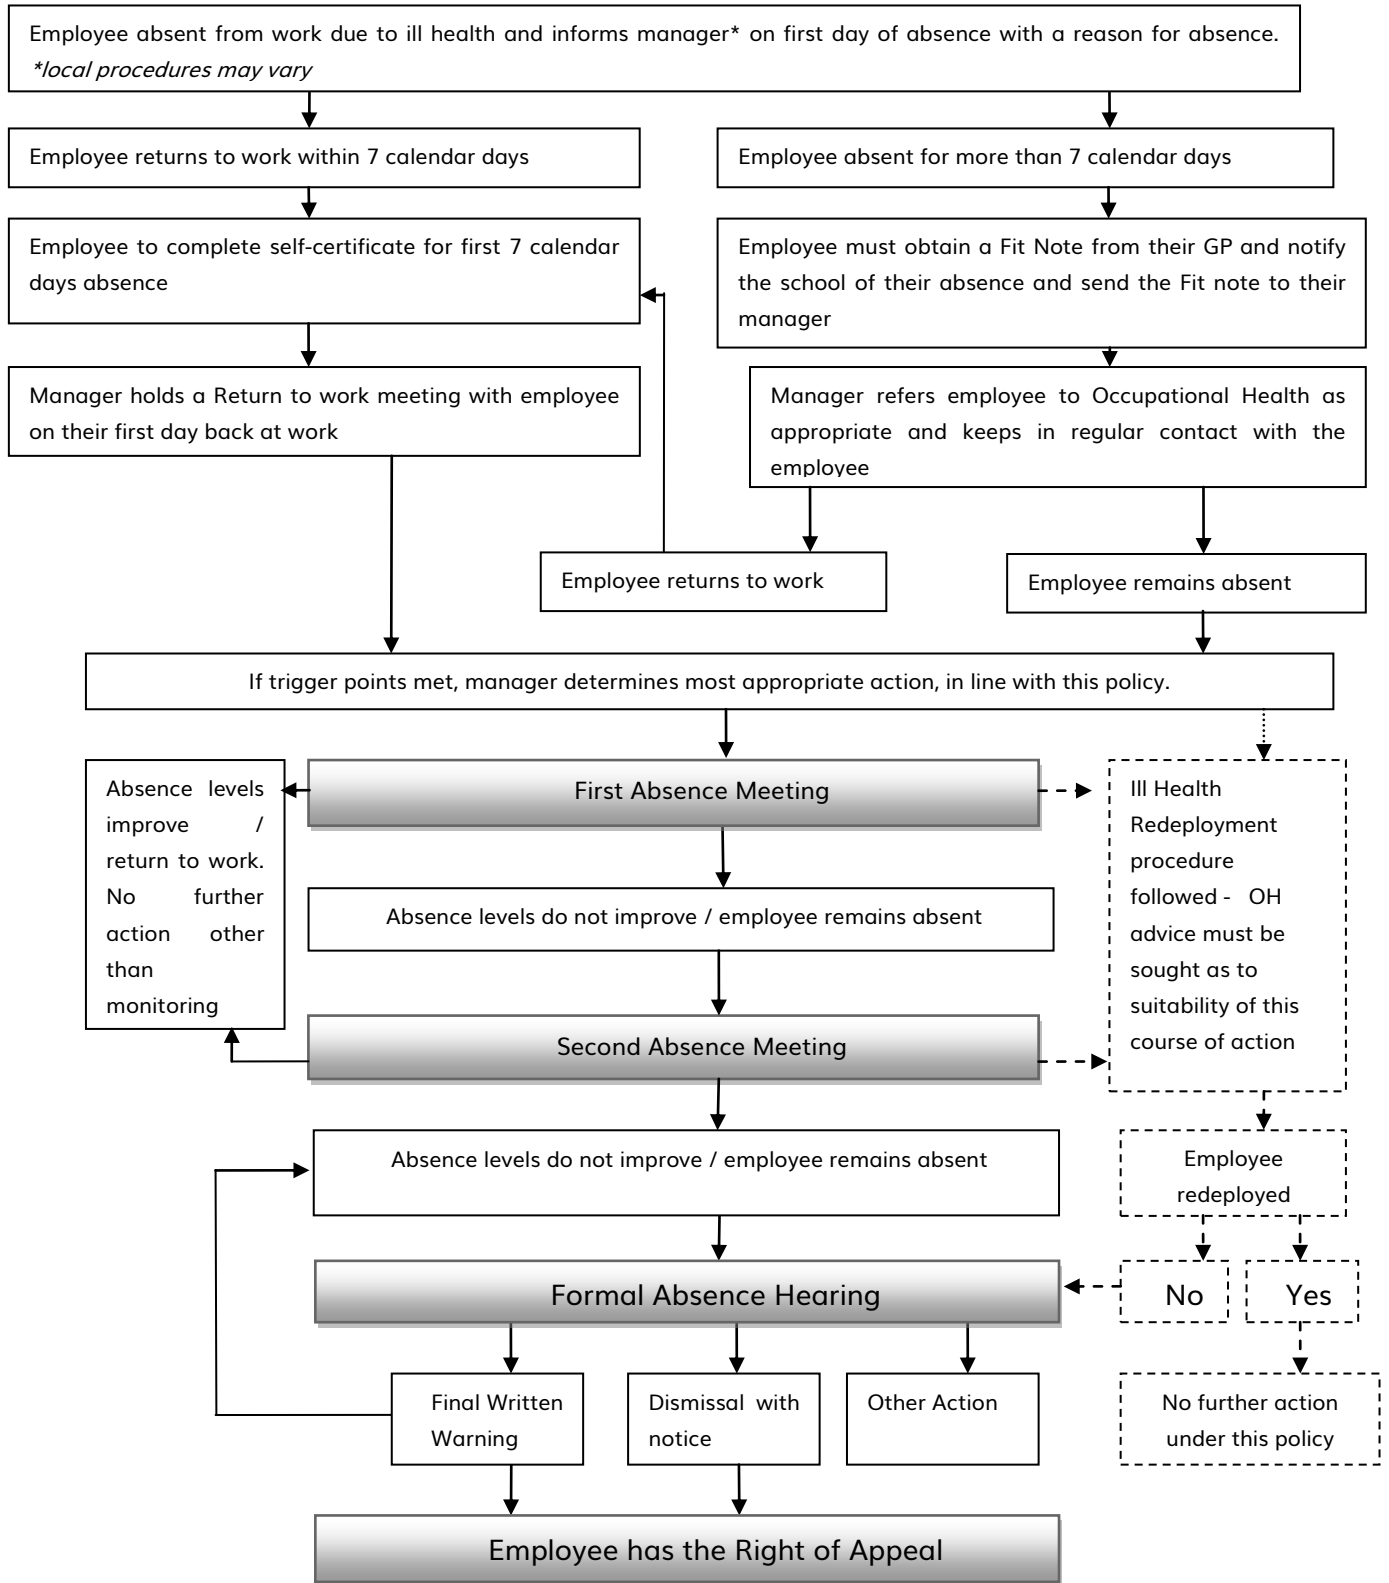 Employee absent from work due to ill health and informs manager* on first day of absence with a reason for absence.
*local procedures may vary
Employee returns to work within 7 calendar days
Employee absent for more than 7 calendar days
Employee to complete self-certificate for first 7 calendar
days absence
Employee must obtain a Fit Note from their GP and notify
the school of their absence and send the Fit note to their
manager
Manager holds a Return to work meeting with employee
on their first day back at work
Manager refers employee to Occupational Health as
appropriate and keeps in regular contact with the
employee
Employee returns to work
Employee remains absent
If trigger points met, manager determines most appropriate action, in line with this policy.
First Absence Meeting
Absence levels
improve /
return to work.
No further
action other
than
monitoring
Ill Health
Redeployment
procedure
followed - OH
advice must be
sought as to
suitability of this
course of action
Absence levels do not improve / employee remains absent
Second Absence Meeting
Absence levels do not improve / employee remains absent
Employee
redeployed
Formal Absence Hearing
No
Yes
Final Written
Warning
Dismissal with
notice
Other Action
No further action
under this policy
Employee has the Right of Appeal